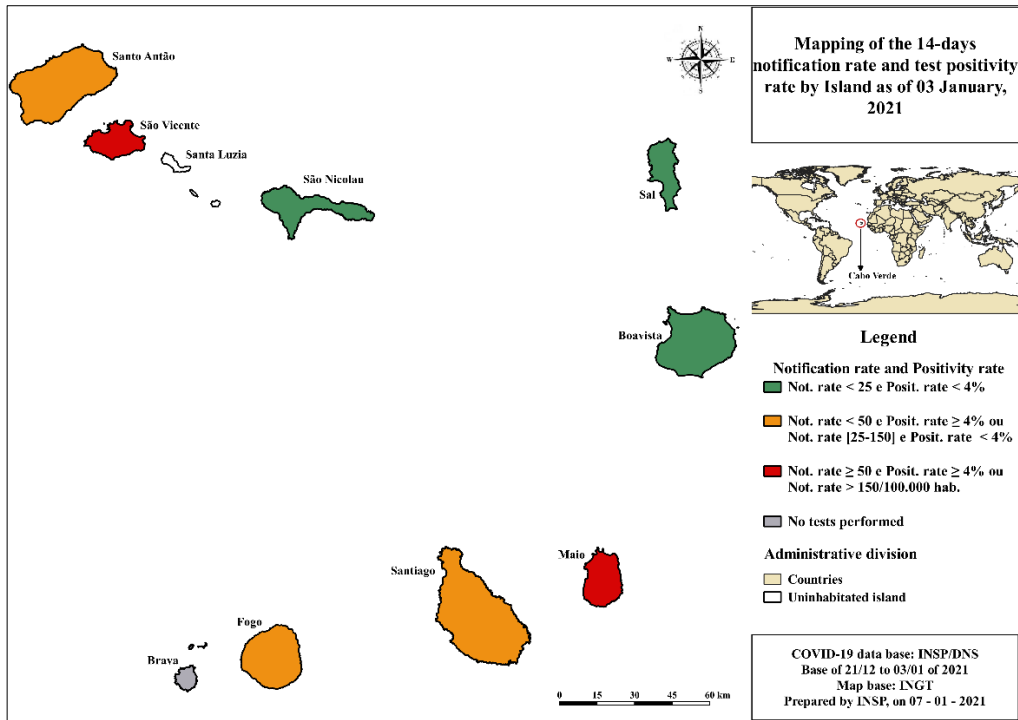 Mapping of the 14-days
notification rate and test positivity
rate by Island as of 03 January,
2021
Santo Antão
São Vicente
Santa Luzia
São Nicolau
N
W
E
S
Sal
Boavista
Cabo Verde
Legend
Notification rate and Positivity rate
Not. rate < 25 e Posit. rate < 4%
Not. rate < 50 e Posit. rate ≥ 4% ou
Not. rate [25-150] e Posit. rate < 4%
Not. rate ≥ 50 e Posit. rate ≥ 4% ou
Not. rate > 150/100.000 hab.
No tests performed
Administrative division
Countries
Uninhabitated island
Santiago
Maio
Fogo
Brava
0 15 30 45 60 km
COVID-19 data base: INSP/DNS
Base of 21/12 to 03/01 of 2021
Map base: INGT
Prepared by INSP, on 07 - 01 - 2021